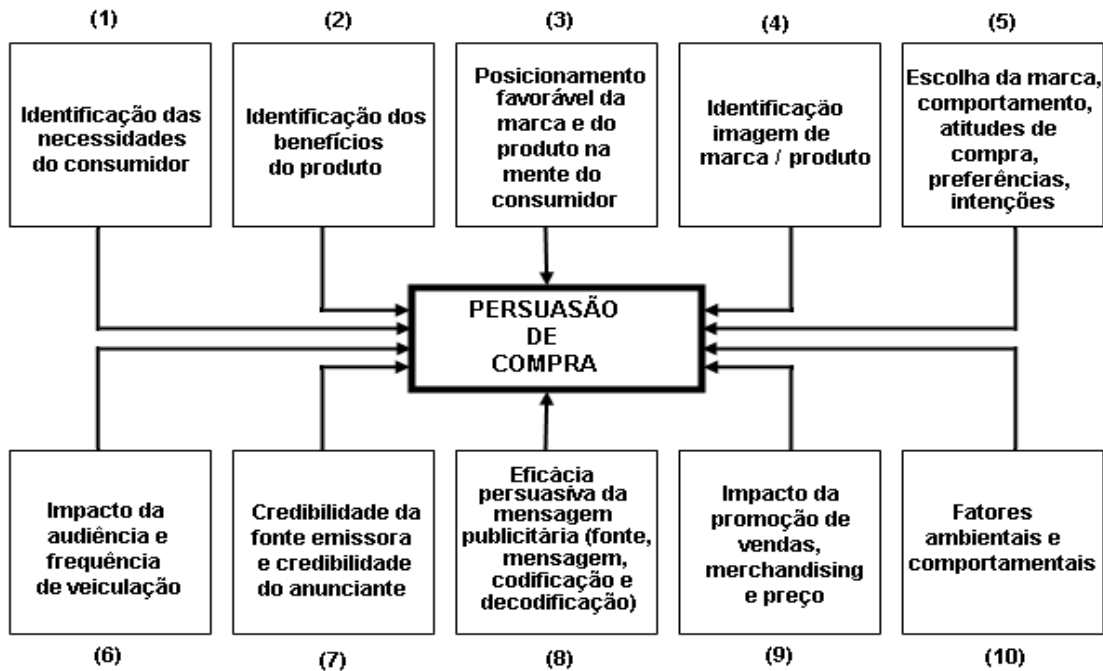 (1)
(2)
(3)
(4)
(5)
Identificação das
necessidades
do consumidor
Identificação dos
benefícios
do produto
Posicionamento
favorável da
marca e do
produto na
mente do
consumidor
Identificação
imagem de
marca / produto
Escolha da marca,
comportamento,
atitudes de
compra,
preferências,
intenções
PERSUASÃO
DE
COMPRA
Impacto da
audiência e
frequência
de veiculação
Credibilidade da
fonte emissora
e credibilidade
do anunciante
Eficácia
persuasiva da
mensagem
publicitária (fonte,
mensagem,
codificação e
decodificação)
Impacto da
promoção de
vendas,
merchandising
e preço
Fatores
ambientais e
comportamentais
(6)
(7)
(8)
(9)
(10)